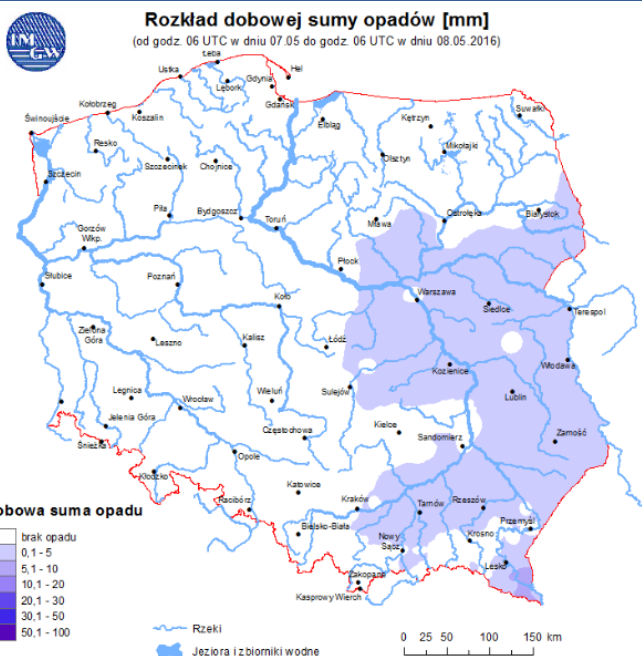 IM
GW
Rozkład dobowej sumy opadów [mm]
(od godz. 06 UTC w dniu 07.05 do godz. 06 UTC w dniu 08.05.2016)
Łeba
Ustka
Hel
Gdynia
Lębork
Kołobrzeg
Gdańsk
Koszalin
Świnoujście
Elbląg
Kętrzyn
Suwałki
Resko
Mikołajki
Szczecinek
Chojnice
Olsztyn
Szczecin
Piła
Bydgoszcz
Toruń
Mława
Ostrołęka
Białystok
Gorzów
Wlkp.
Płock
Słubice
Poznań
Koło
Warszawa
Siedlce
Terespol
Zielona
Góra
Leszno
Kalisz
Łódź
Kozienice
Włodawa
Legnica
Wrocław
Wieluń
Sulejów
Lublin
Jelenia Góra
Częstochowa
Kielce
Sandomierz
Zamość
Śnieżka
Opole
Kłodzko
Racibórz
Katowice
Kraków
Tarnów
Rzeszów
Bielsko-Biała
Nowy
Sącz
Krosno
Przemyśl
Zakopane
Lesko
Kasprowy Wierch
obowa suma opadu
brak opadu
0,1 - 5
5,1 - 10
10,1 - 20
20,1 - 30
30,1 - 50
50,1 - 100
Rzeki
Jeziora i zbiorniki wodne
0 25 50 100 150 km